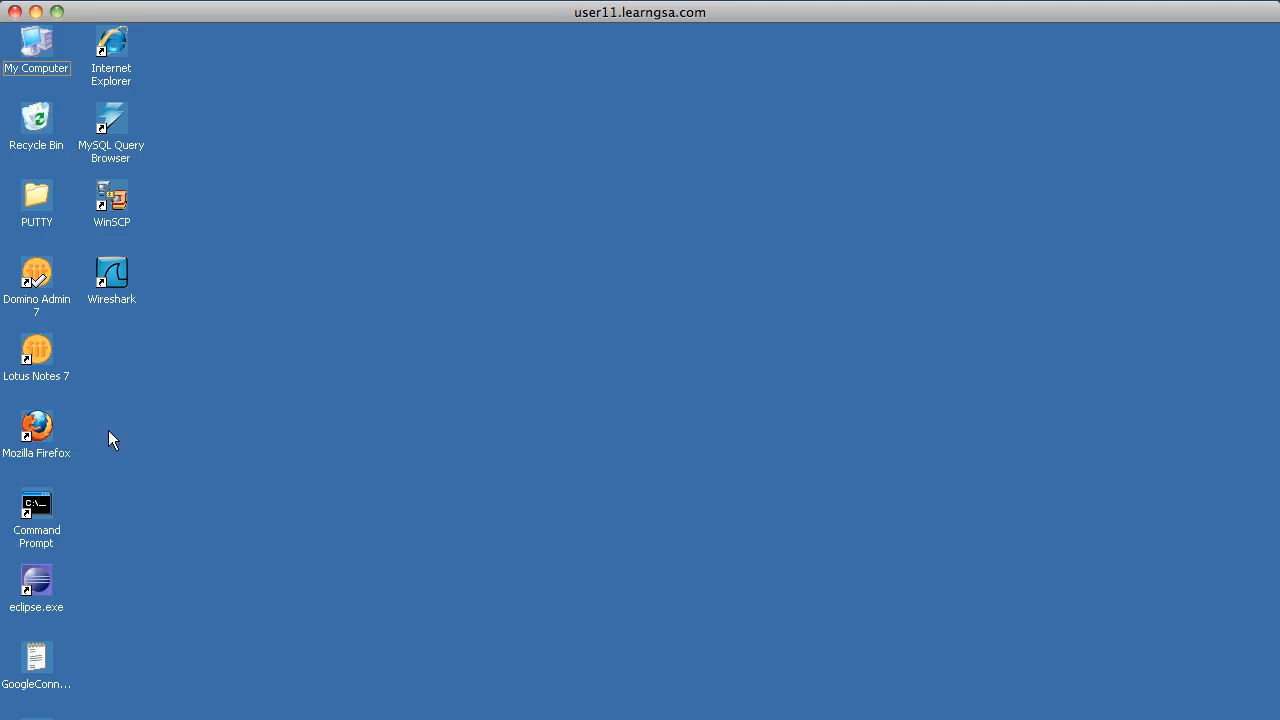 user11.learngsa.com
My Computer
Internet
Explorer
Recycle Bin
MySQL Query
Browser
PUTTY
WinSCP
Domino Admin
7
Wireshark
Lotus Notes 7
Mozilla Firefox
C:\...
Command
Prompt
eclipse.exe
GoogleConn...